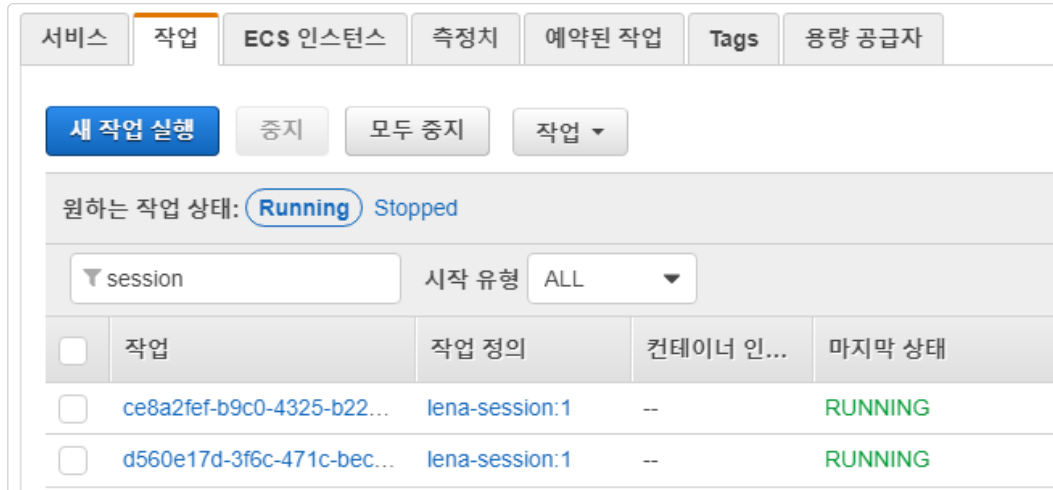 서비스 작업 ECS 인스턴스 측정치 예약된 작업 Tags 용량 공급자
새 작업 실행 중지 모두 중지 작업
원하는 작업 상태: Running Stopped
session 시작 유형 ALL
작업 작업 정의 컨테이너 인... 마지막 상태
ce8a2fef-b9c0-4325-b22... lena-session:1 -- RUNNING
d560e17d-3f6c-471c-bec... lena-session:1 -- RUNNING